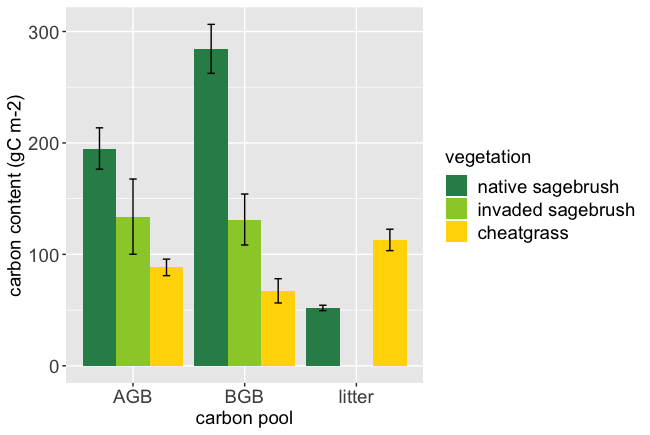 carbon content (gC m-2)
300
200
100
0
AGB
BGB
litter
carbon pool
vegetation
native sagebrush
invaded sagebrush
cheatgrass